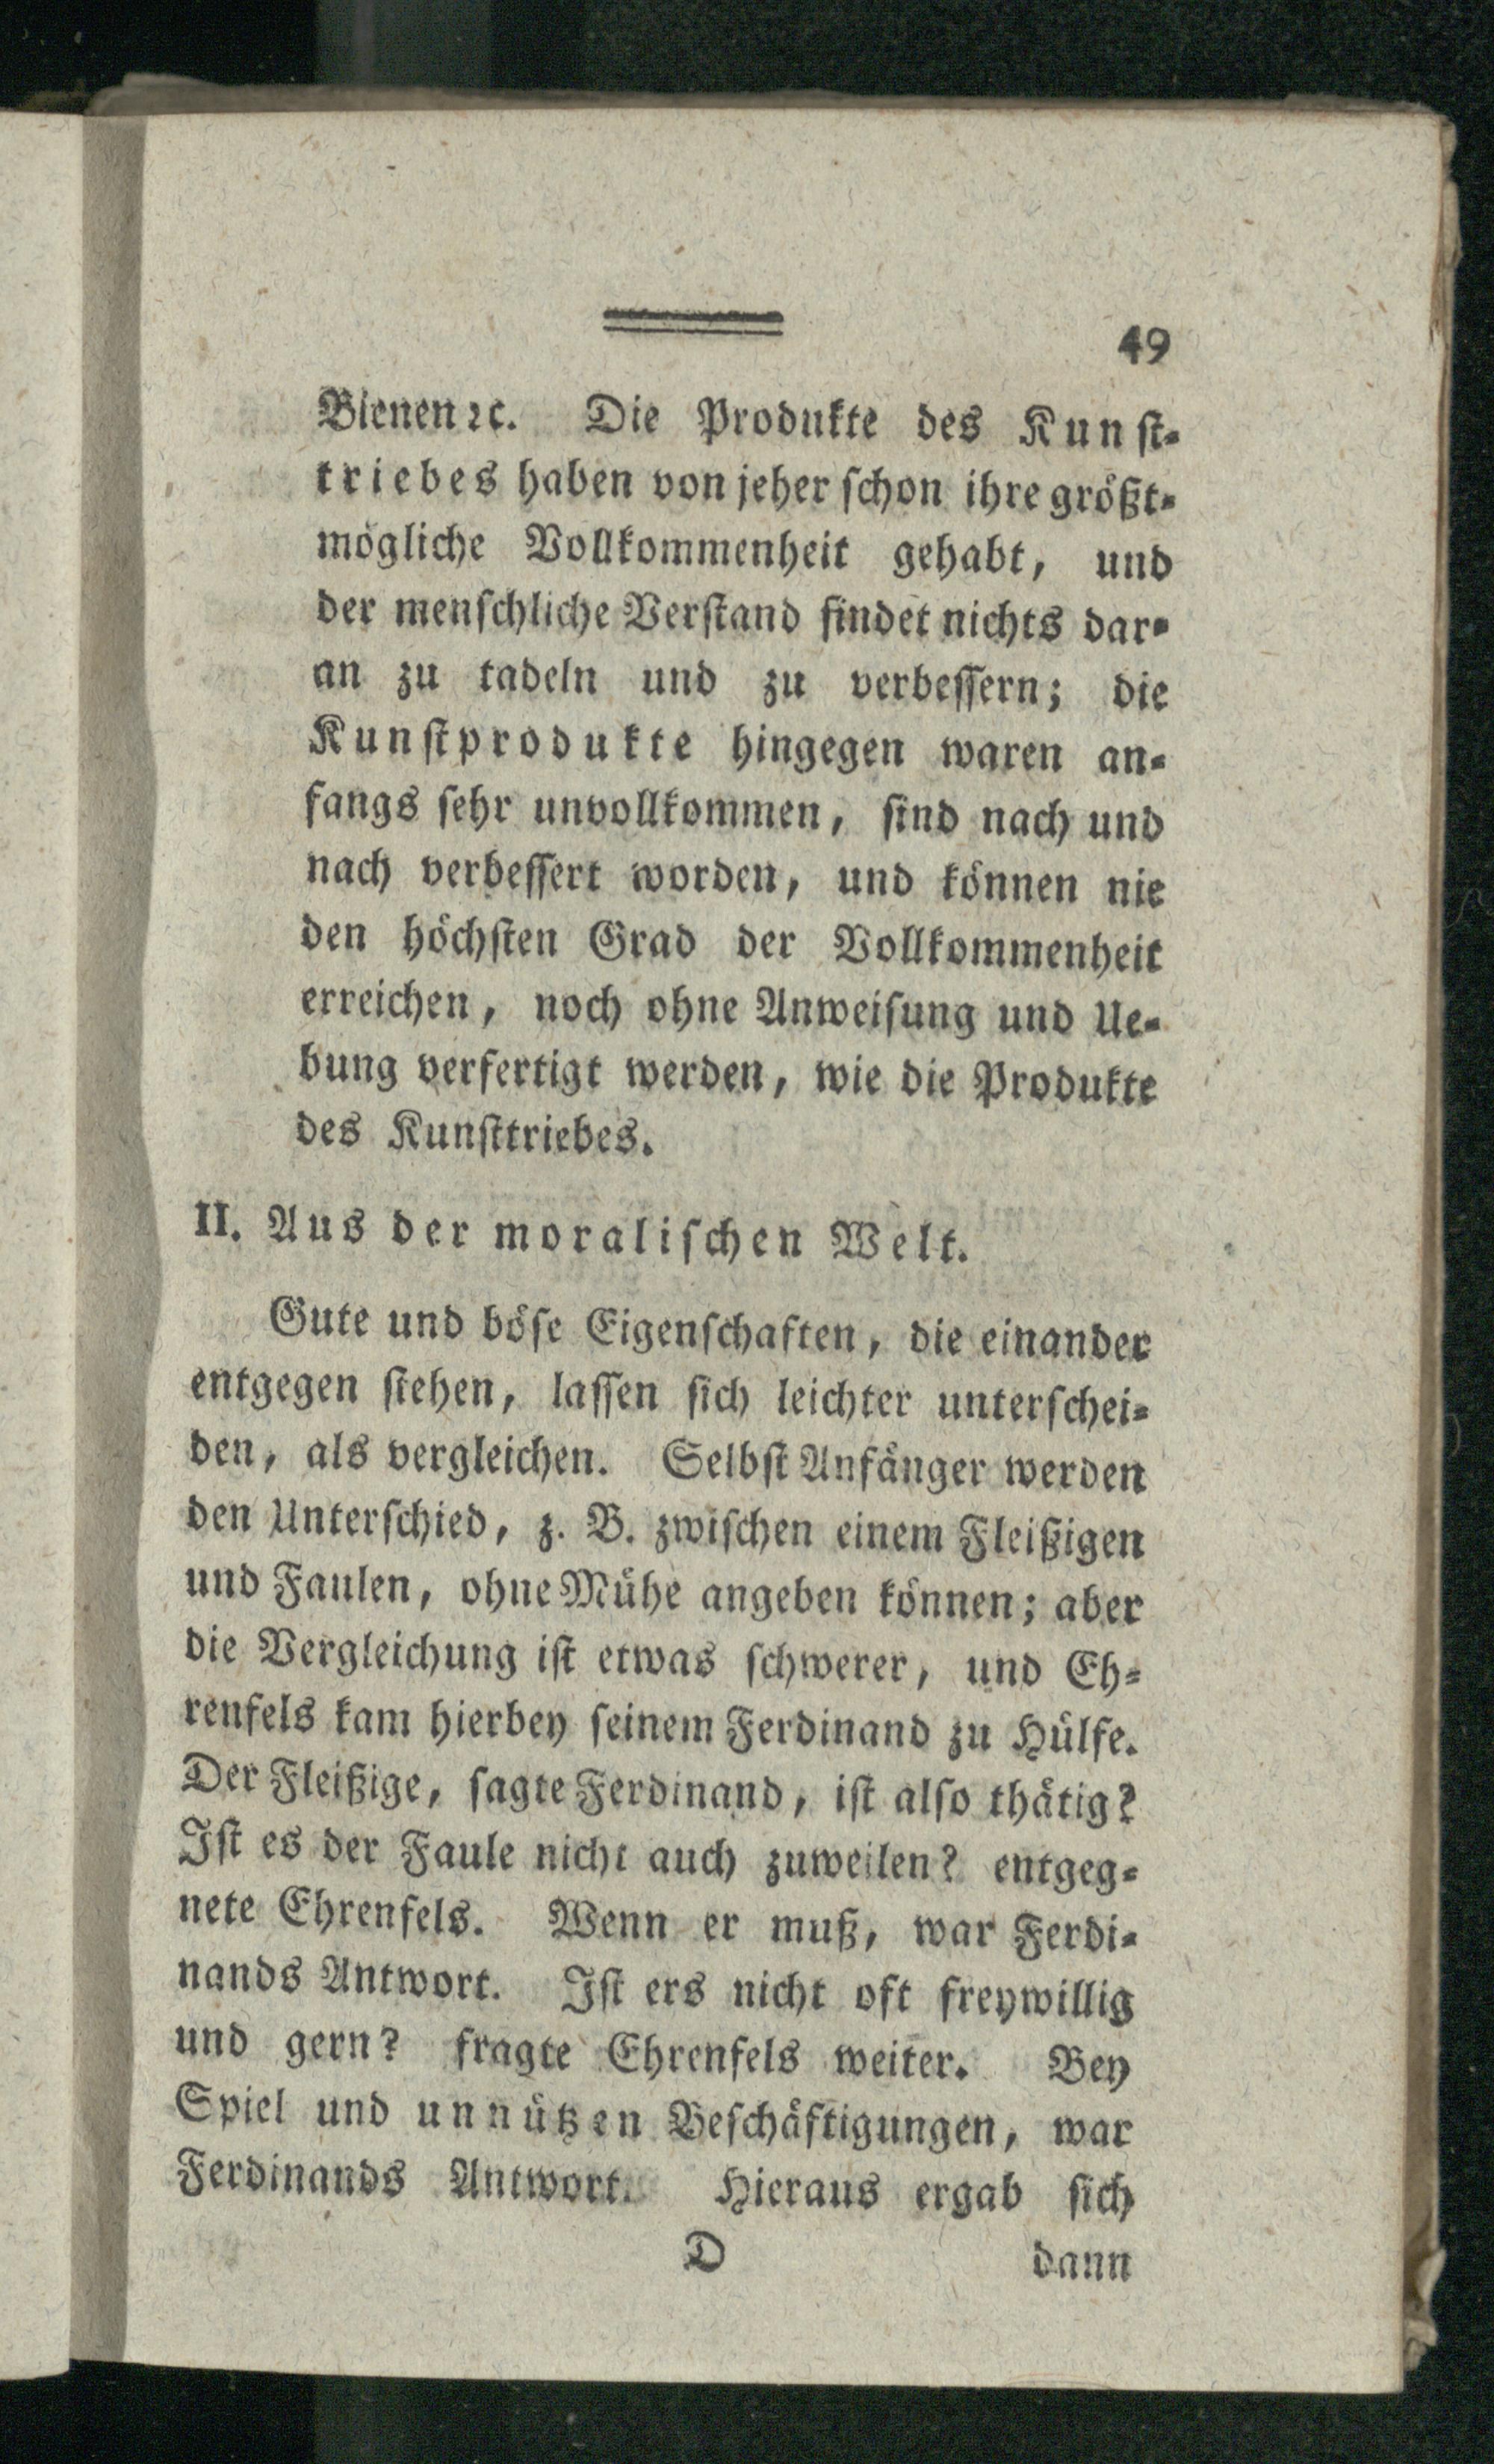 49
Bienen ꝛc. Die Produkte des Kunſt-
triebes haben von jeher ſchon ihre größt-
mögliche Vollkommenheit gehabt, und
der menſchliche Verſtand findet nichts dar-
an zu tadeln und zu verbeſſern; die
Kunſtprodukte hingegen waren an-
fangs ſehr unvollkommen, ſind nach und
nach verbeſſert worden, und können nie
den höchſten Grad der Vollkommenheit
erreichen, noch ohne Anweiſung und Ue-
bung verfertigt werden, wie die Produkte
des Kunſttriebes.
II. Aus der moraliſchen Welt.
Gute und böſe Eigenſchaften, die einander
entgegen ſtehen, laſſen ſich leichter unterſchei-
den, als vergleichen. Selbſt Anfänger werden
den Unterſchied, z. B. zwiſchen einem Fleißigen
und Faulen, ohne Mühe angeben können; aber
die Vergleichung iſt etwas ſchwerer, und Eh-
renfels kam hierbey ſeinem Ferdinand zu Hülfe.
Der Fleißige, ſagte Ferdinand, iſt alſo thätig?
Iſt es der Faule nicht auch zuweilen? entgeg-
nete Ehrenfels. Wenn er muß, war Ferdi-
nands Antwort. Iſt ers nicht oft freywillig
und gern? fragte Ehrenfels weiter. Bey
Spiel und unnützen Beſchäftigungen, war
Ferdinands Antwort. Hieraus ergab ſich
D dann